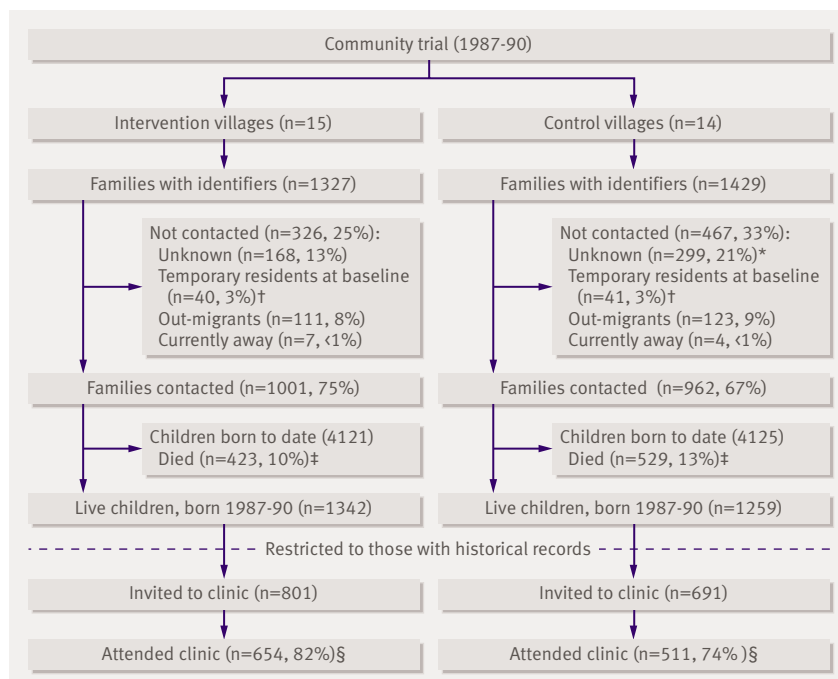 Community trial (1987-90)
Intervention villages (n=15)
Control villages (n=14)
Families with identifiers (n=1327)
Families with identifiers (n=1429)
Not contacted (n=326, 25%):
Unknown (n=168, 13%)
Temporary residents at baseline
(n=40, 3%)†
Out-migrants (n=111, 8%)
Currently away (n=7, <1%)
Not contacted (n=467, 33%):
Unknown (n=299, 21%)*
Temporary residents at baseline
(n=41, 3%)†
Out-migrants (n=123, 9%)
Currently away (n=4, <1%)
Families contacted (n=1001, 75%)
Families contacted (n=962, 67%)
Children born to date (4121)
Died (n=423, 10%)‡
Children born to date (4125)
Died (n=529, 13%)‡
Live children, born 1987-90 (n=1342)
Live children, born 1987-90 (n=1259)
Restricted to those with historical records
Invited to clinic (n=801)
Invited to clinic (n=691)
Attended clinic (n=654, 82%)§
Attended clinic (n=511, 74% )§